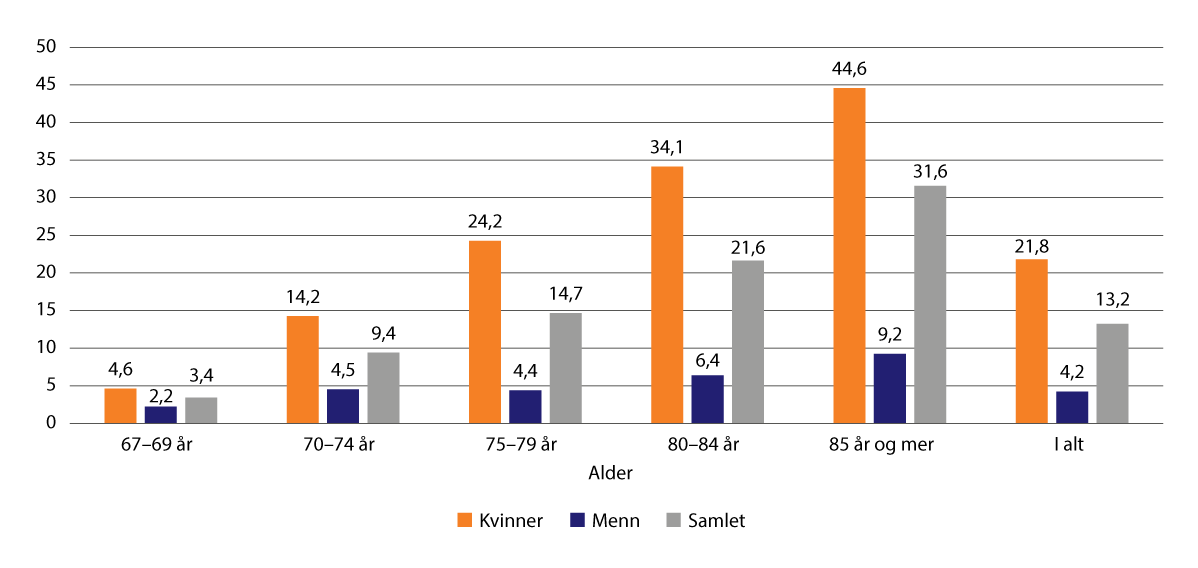 50
45
40
35
30
25
20
15
10
5
0
4,6
2,2
3,4
14,2
4,5
9,4
24,2
4,4
14,7
34,1
6,4
21,6
44,6
9,2
31,6
21,8
4,2
13,2
67–69 år
70–74 år
75–79 år
80–84 år
85 år og mer
I alt
Alder
Kvinner
Menn
Samlet